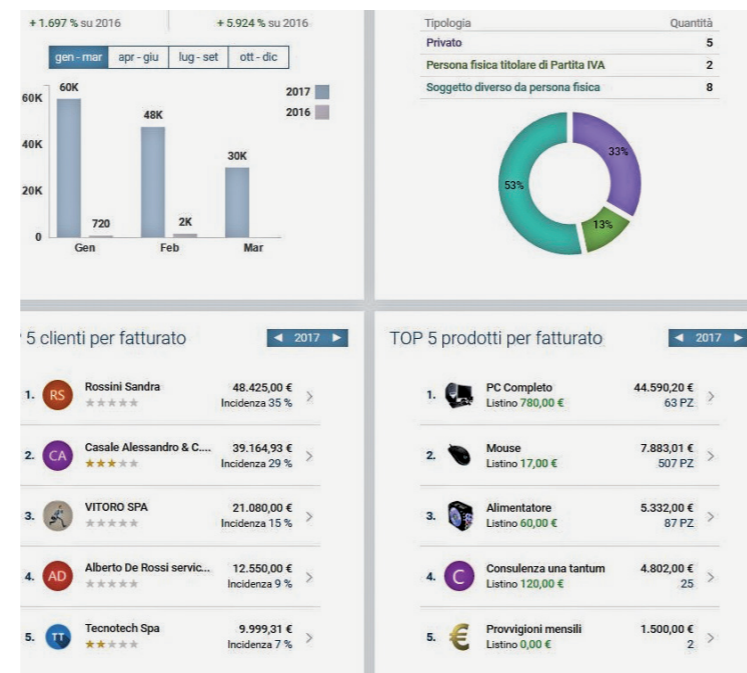 + 1.697 % su 2016
+ 5.924 % su 2016
gen - mar
apr - giu
lug - set
ott - dic
60K
40K
20K
0
60K
720
48K
2K
30K
Gen
Feb
Mar
2017
2016
Tipologia Quantità
Privato 5
Persona fisica titolare di Partita IVA 2
Soggetto diverso da persona fisica 8
33%
53%
13%
5 clienti per fatturato
◄ 2017 ►
1. RS Rossini Sandra 48.425,00 €
Incidenza 35 %
2. CA Casale Alessandro & C.... 39.164,93 €
Incidenza 29 %
3. VITORO SPA 21.080,00 €
Incidenza 15 %
4. AD Alberto De Rossi servic... 12.550,00 €
Incidenza 9 %
5. TT Tecnotech Spa 9.999,31 €
Incidenza 7 %
TOP 5 prodotti per fatturato
◄ 2017 ►
1. PC Completo 44.590,20 €
Listino 780,00 € 63 PZ
2. Mouse 7.883,01 €
Listino 17,00 € 507 PZ
3. Alimentatore 5.332,00 €
Listino 60,00 € 87 PZ
4. C Consulenza una tantum 4.802,00 €
Listino 120,00 € 25
5. Provvigioni mensili 1.500,00 €
Listino 0,00 € 2